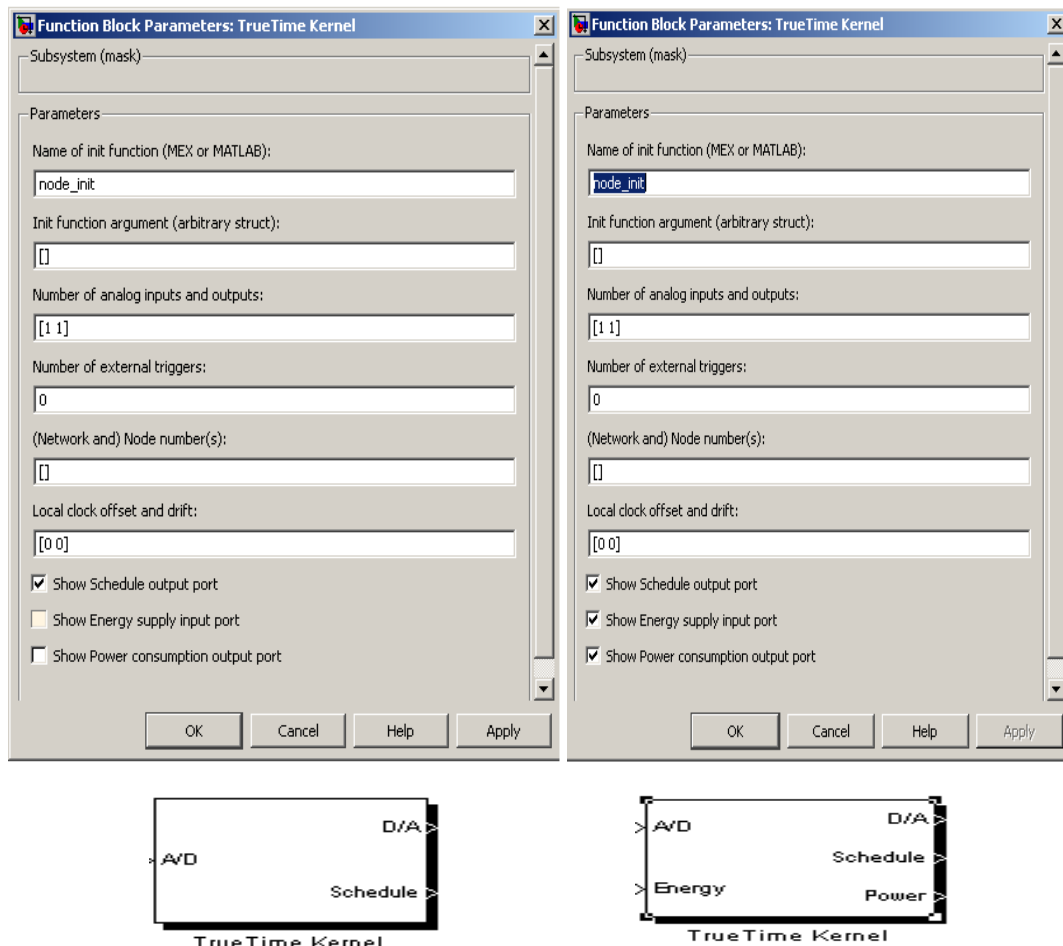 Function Block Parameters: TrueTime Kernel
Subsystem (mask)
Parameters
Name of init function (MEX or MATLAB):
node_init
Init function argument (arbitrary struct):
[]
Number of analog inputs and outputs:
[1 1]
Number of external triggers:
0
(Network and) Node number(s):
[]
Local clock offset and drift:
[0 0]
Show Schedule output port
Show Energy supply input port
Show Power consumption output port
OK Cancel Help Apply
Function Block Parameters: TrueTime Kernel
Subsystem (mask)
Parameters
Name of init function (MEX or MATLAB):
node_init
Init function argument (arbitrary struct):
[]
Number of analog inputs and outputs:
[1 1]
Number of external triggers:
0
(Network and) Node number(s):
[]
Local clock offset and drift:
[0 0]
Show Schedule output port
Show Energy supply input port
Show Power consumption output port
OK Cancel Help Apply
D/A
A/D
Schedule
TrueTime Kernel
A/D D/A
Schedule
Energy Power
TrueTime Kernel